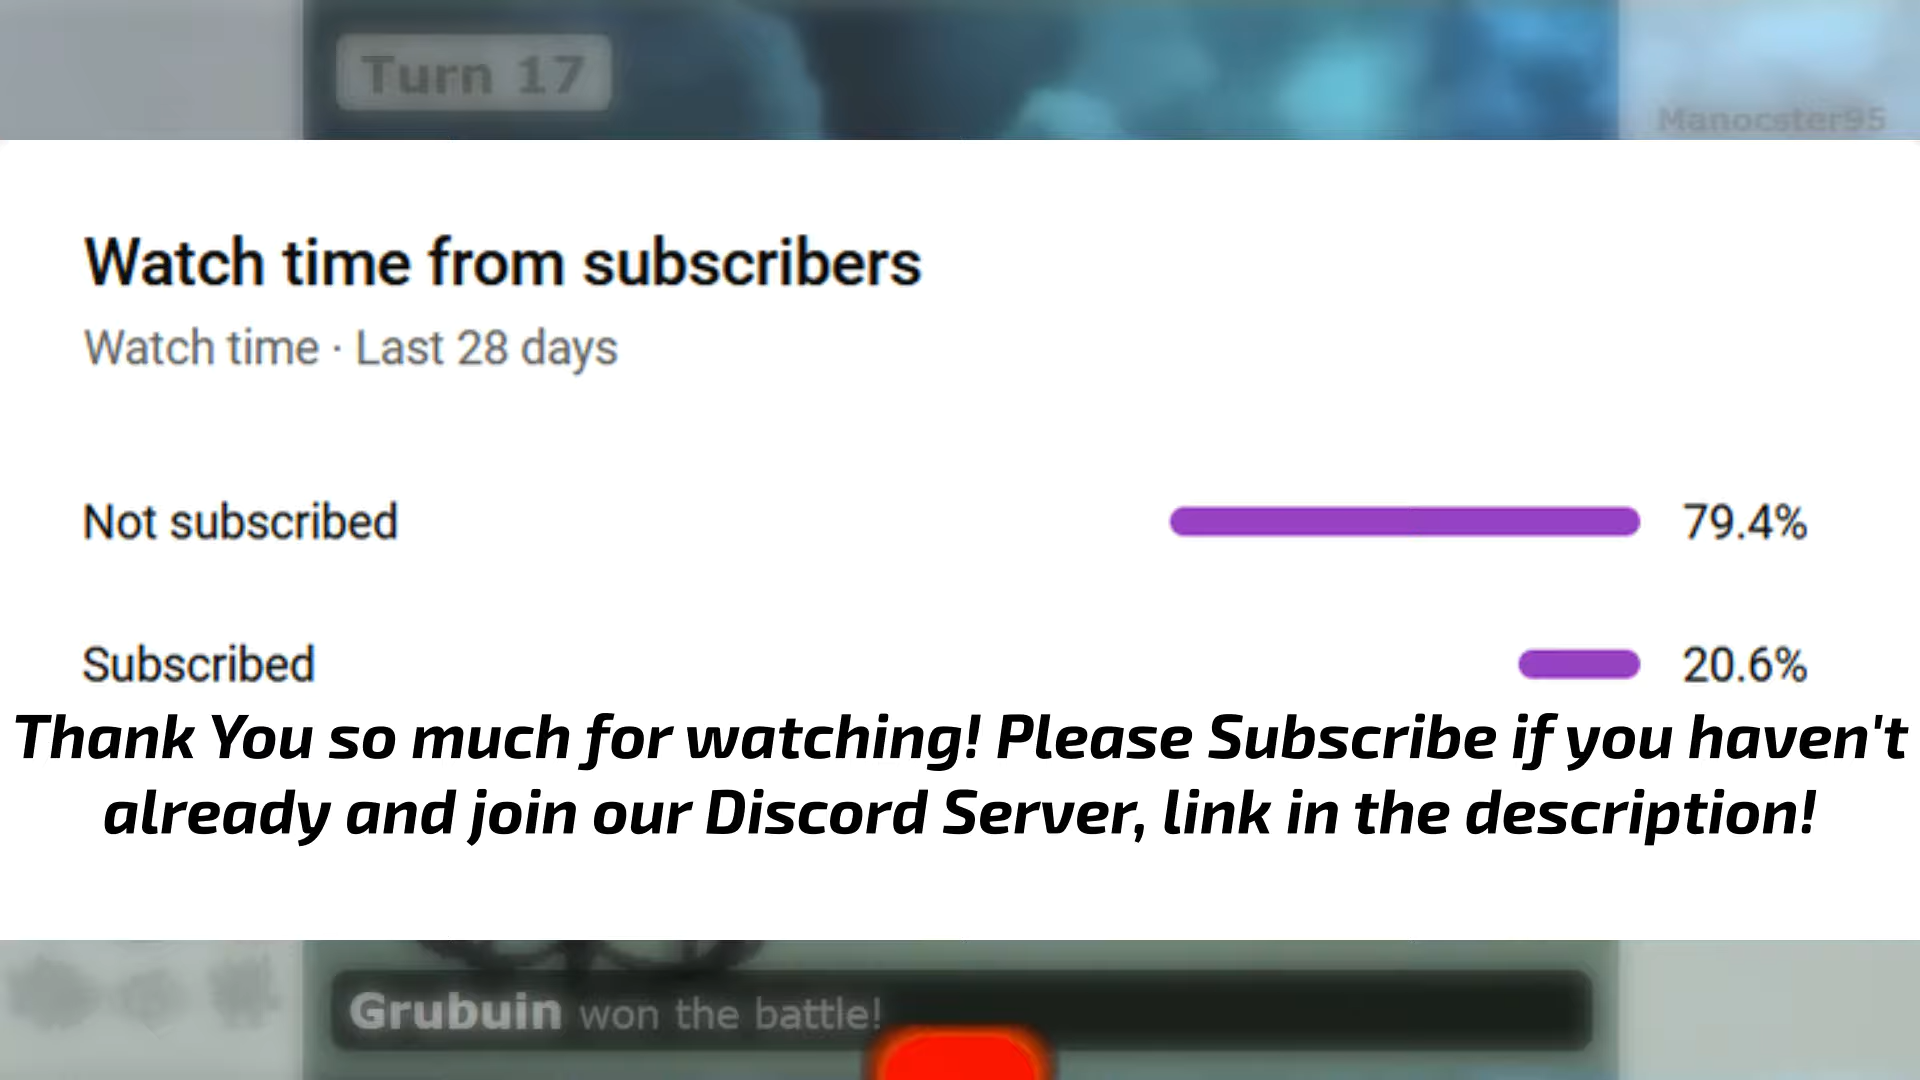 Turn 17
Manocster95
Watch time from subscribers
Watch time · Last 28 days
Not subscribed
79.4%
Subscribed
20.6%
Thank You so much for watching! Please Subscribe if you haven't
already and join our Discord Server, link in the description!
Grubuin won the battle!